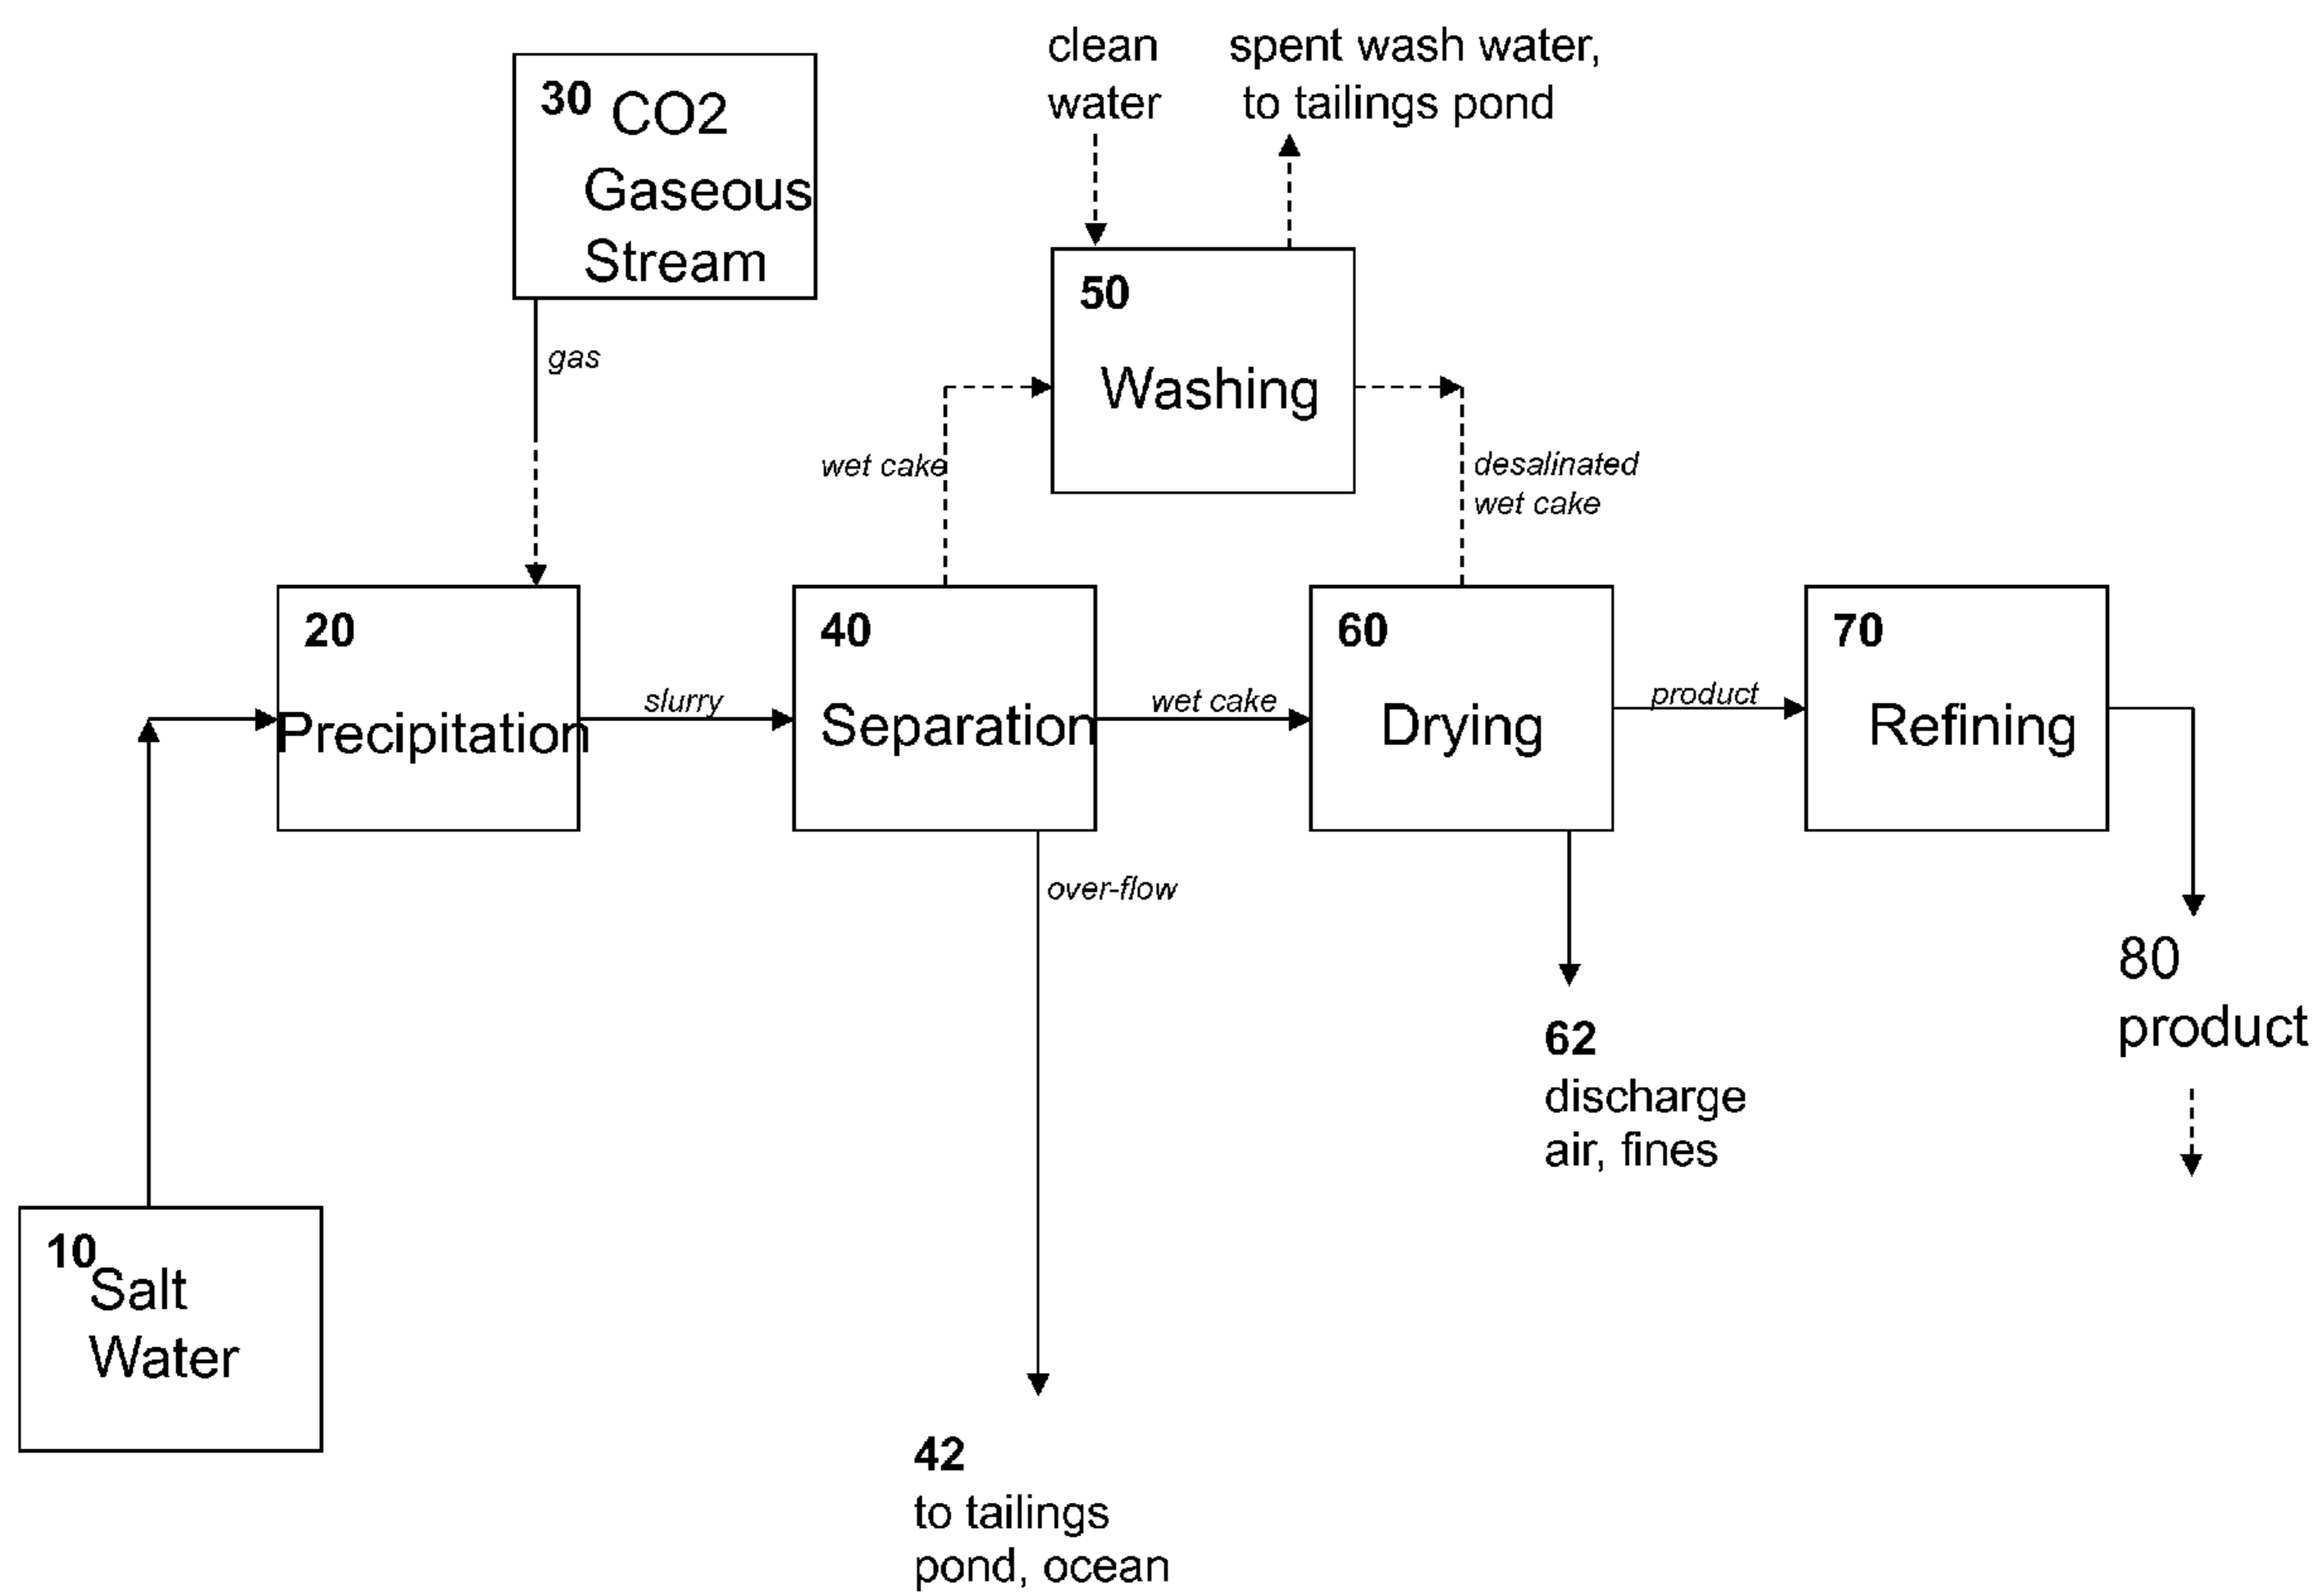 clean
water
spent wash water,
to tailings pond
30 CO2
Gaseous
Stream
50
Washing
gas
wet cake
desalinated
wet cake
20
Precipitation
slurry
40
Separation
wet cake
60
Drying
product
70
Refining
over-flow
80
product
62
discharge
air, fines
10
Salt
Water
42
to tailings
pond, ocean